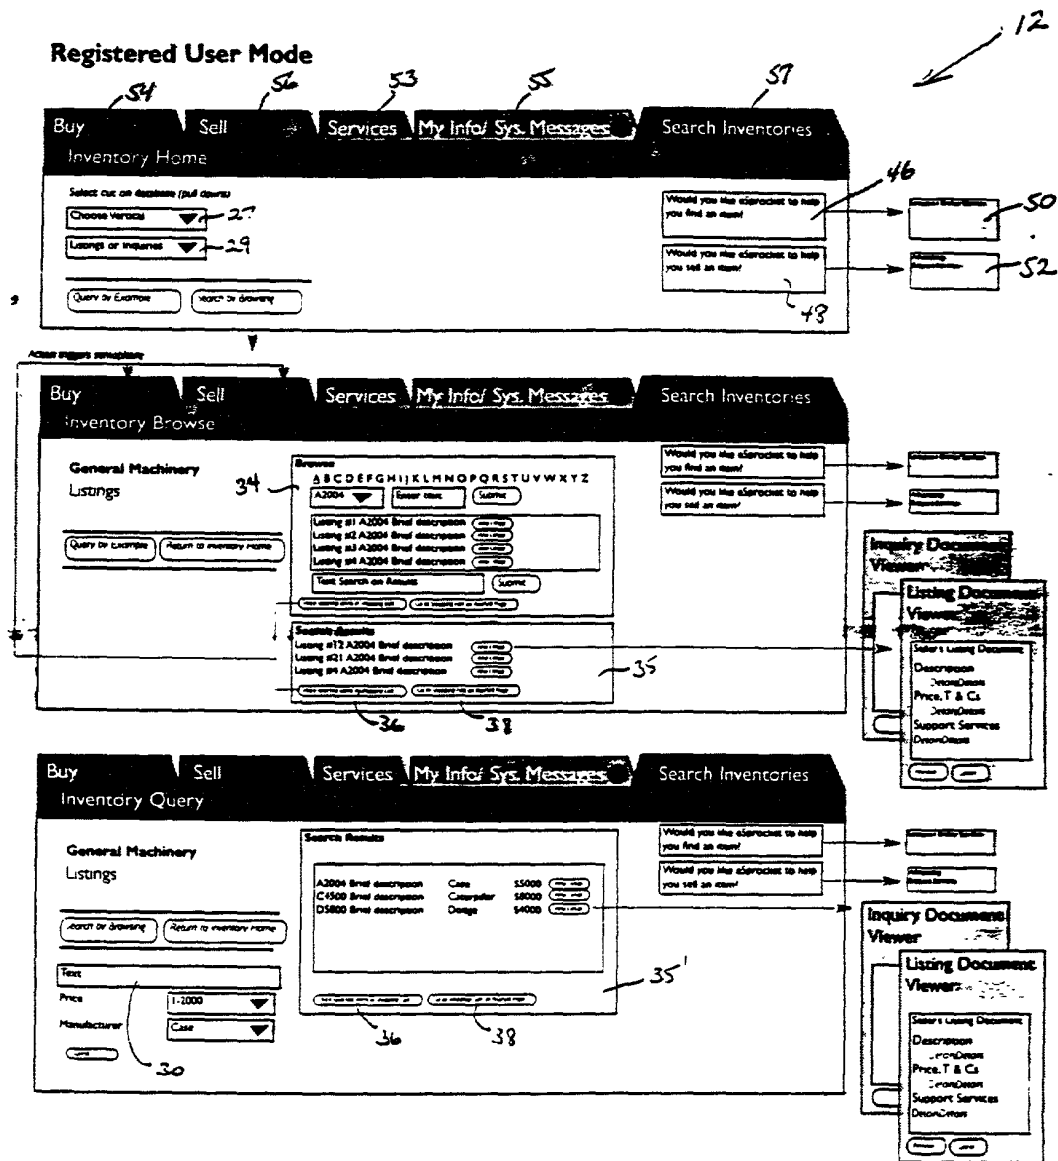 12
Registered User Mode
54 56 53 55 57
Buy Sell Services My Info/ Sys. Messages Search Inventories
Inventory Home
Select cut on database (pull downs)
Choose Vertical 27
Listings or Inquiries 29
Query by Example Search by Browsing
Would you like eSprocket to help you find an item? 46
50
Would you like eSprocket to help you sell an item? 48
52
Action triggers semaphore
Buy Sell Services My Info/ Sys. Messages Search Inventories
Inventory Browse
General Machinery
Listings
Query by Example Return to Inventory Home
34
Browse
A B C D E F G H I J K L M N O P Q R S T U V W X Y Z
A2004 Enter text Submit
Listing #1 A2004 Brief description
Listing #2 A2004 Brief description
Listing #3 A2004 Brief description
Listing #4 A2004 Brief description
Text Search on Results Submit
Search Results
Listing #12 A2004 Brief description
Listing #21 A2004 Brief description
Listing #4 A2004 Brief description
35
36 38
Would you like eSprocket to help you find an item?
Would you like eSprocket to help you sell an item?
Inquiry Document
Viewer
Listing Document
Viewer
Seller's Listing Document
Description
Price, T & Cs
Support Services
Buy Sell Services My Info/ Sys. Messages Search Inventories
Inventory Query
General Machinery
Listings
Search by Browsing Return to Inventory Home
Text
Price 1-2000
Manufacturer Case
30
Search Results
A2004 Brief description Case $5000
C4500 Brief description Caterpillar $8000
D5800 Brief description Dodge $4000
35'
36 38
Would you like eSprocket to help you find an item?
Would you like eSprocket to help you sell an item?
Inquiry Document
Viewer
Listing Document
Viewer
Seller's Listing Document
Description
Price, T & Cs
Support Services